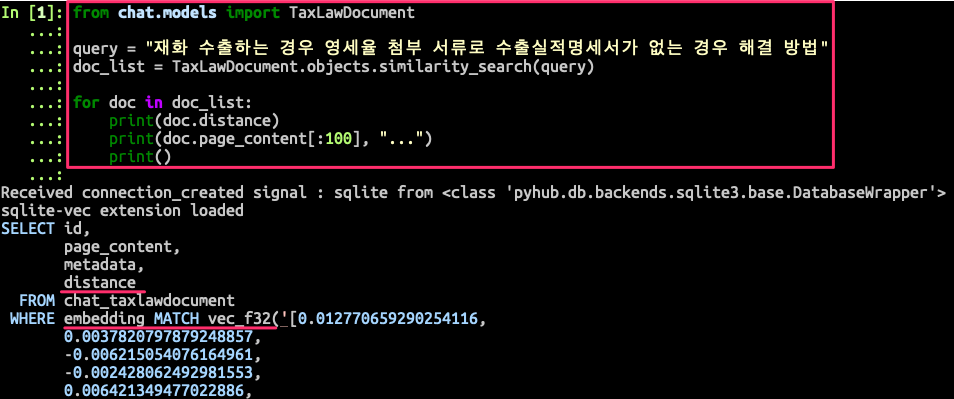 In [1]: from chat.models import TaxLawDocument
   ...:
   ...: query = "재화 수출하는 경우 영세율 첨부 서류로 수출실적명세서가 없는 경우 해결 방법"
   ...: doc_list = TaxLawDocument.objects.similarity_search(query)
   ...:
   ...: for doc in doc_list:
   ...:     print(doc.distance)
   ...:     print(doc.page_content[:100], "...")
   ...:     print()
   ...:
Received connection_created signal : sqlite from <class 'pyhub.db.backends.sqlite3.base.DatabaseWrapper'>
sqlite-vec extension loaded
SELECT id,
       page_content,
       metadata,
       distance
  FROM chat_taxlawdocument
 WHERE embedding MATCH vec_f32('[0.012770659290254116,
       0.0037820797879248857,
       -0.006215054076164961,
       -0.002428062492981553,
       0.006421349477022886,